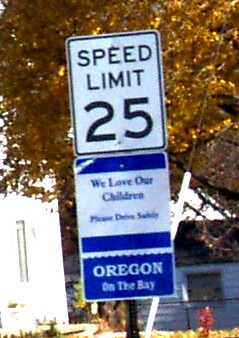 SPEED
LIMIT
25
We Love Our
Children
Please Drive Safely
OREGON
On The Bay